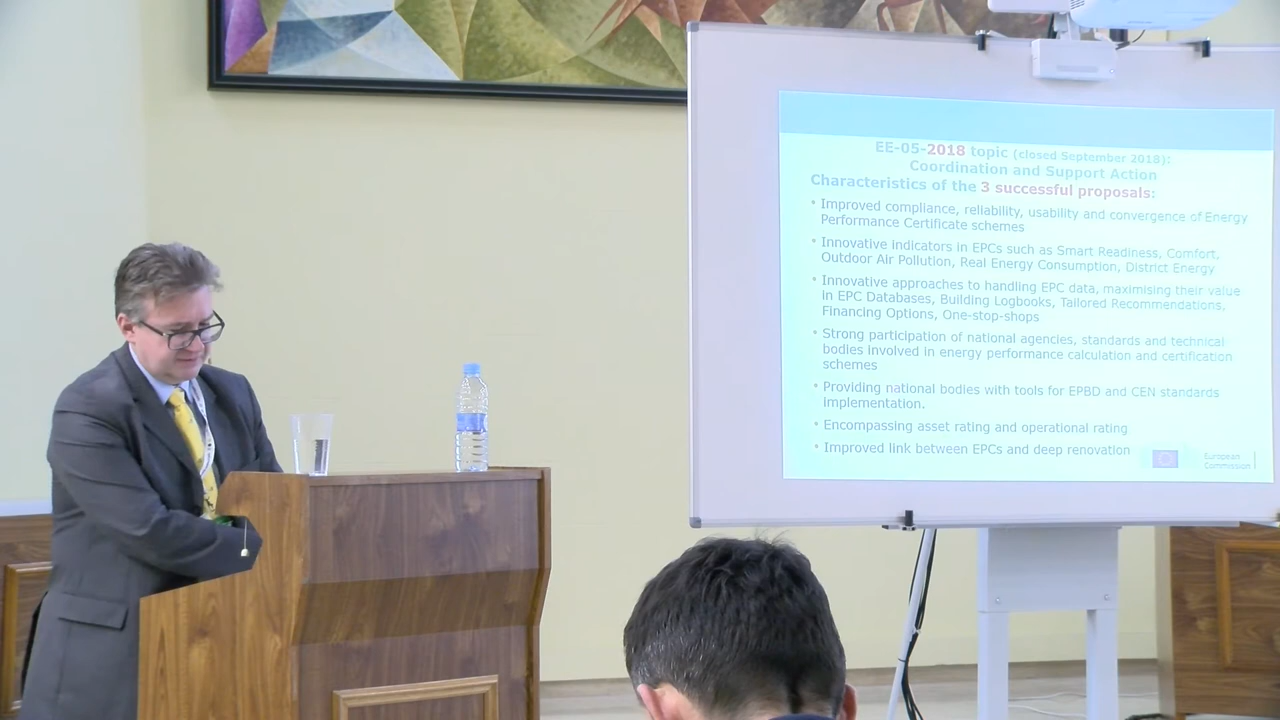 EE-05-2018 topic (closed September 2018):
Coordination and Support Action
Characteristics of the 3 successful proposals:
• Improved compliance, reliability, usability and convergence of Energy
Performance Certificate schemes
• Innovative indicators in EPCs such as Smart Readiness, Comfort,
Outdoor Air Pollution, Real Energy Consumption, District Energy
• Innovative approaches to handling EPC data, maximising their value
in EPC Databases, Building Logbooks, Tailored Recommendations,
Financing Options, One-stop-shops
• Strong participation of national agencies, standards and technical
bodies involved in energy performance calculation and certification
schemes
• Providing national bodies with tools for EPBD and CEN standards
implementation.
• Encompassing asset rating and operational rating
• Improved link between EPCs and deep renovation
European
Commission